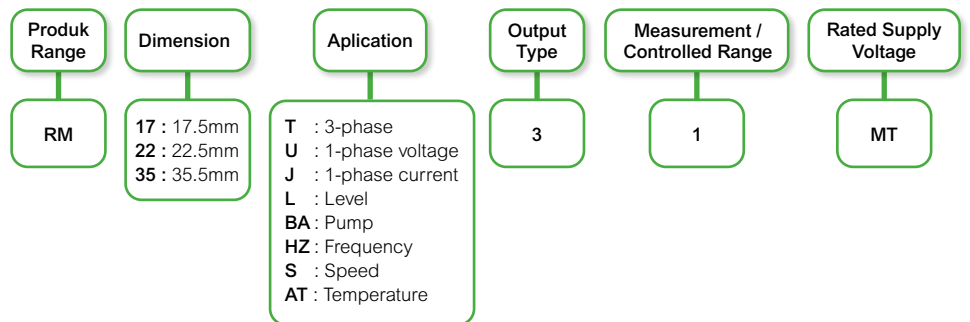 Produk
Range
Dimension
Aplication
Output
Type
Measurement /
Controlled Range
Rated Supply
Voltage
RM
17 : 17.5mm
22 : 22.5mm
35 : 35.5mm
T : 3-phase
U : 1-phase voltage
J : 1-phase current
L : Level
BA : Pump
HZ : Frequency
S : Speed
AT : Temperature
3
1
MT